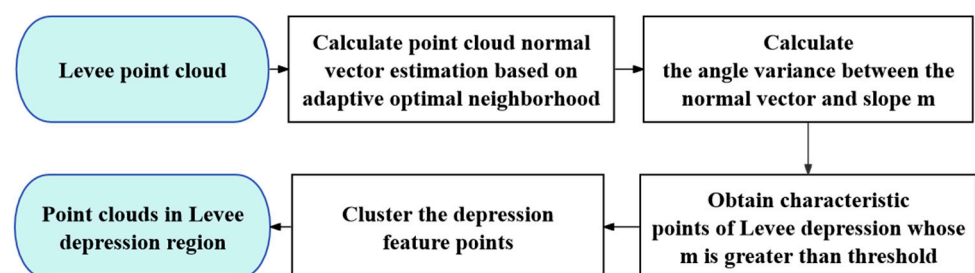 Levee point cloud
Calculate point cloud normal
vector estimation based on
adaptive optimal neighborhood
Calculate
the angle variance between the
normal vector and slope m
Obtain characteristic
points of Levee depression whose
m is greater than threshold
Cluster the depression
feature points
Point clouds in Levee
depression region